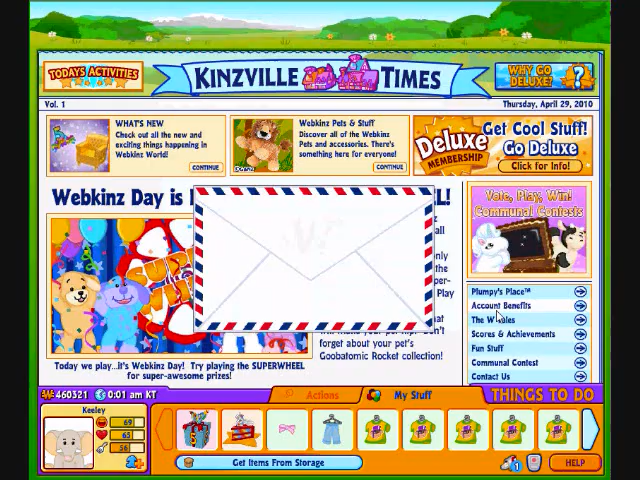 TODAYS ACTIVITIES
KINZVILLE TIMES
WHY GO DELUXE?
?
Vol. 1
Thursday, April 29, 2010
WHAT'S NEW
Check out all the new and
exciting things happening in
Webkinz World!
CONTINUE
Webkinz Pets & Stuff
Discover all of the Webkinz
Pets and accessories. There's
something here for everyone!
CONTINUE
Deluxe
MEMBERSHIP
Get Cool Stuff!
Go Deluxe
Click for Info!
Webkinz Day is
Vote, Play, Win!
Communal Contests
Play
forget about your pet's
Goobatomic Rocket collection!
Today we play...it's Webkinz Day! Try playing the SUPERWHEEL
for super-awesome prizes!
Plumpy's Place™
Account Benefits
Scores & Achievements
Fun Stuff
Communal Contest
Contact Us
460321
0:01 am KT
Actions
My Stuff
THINGS TO DO
Keeley
69
65
56
Get Items From Storage
1
HELP